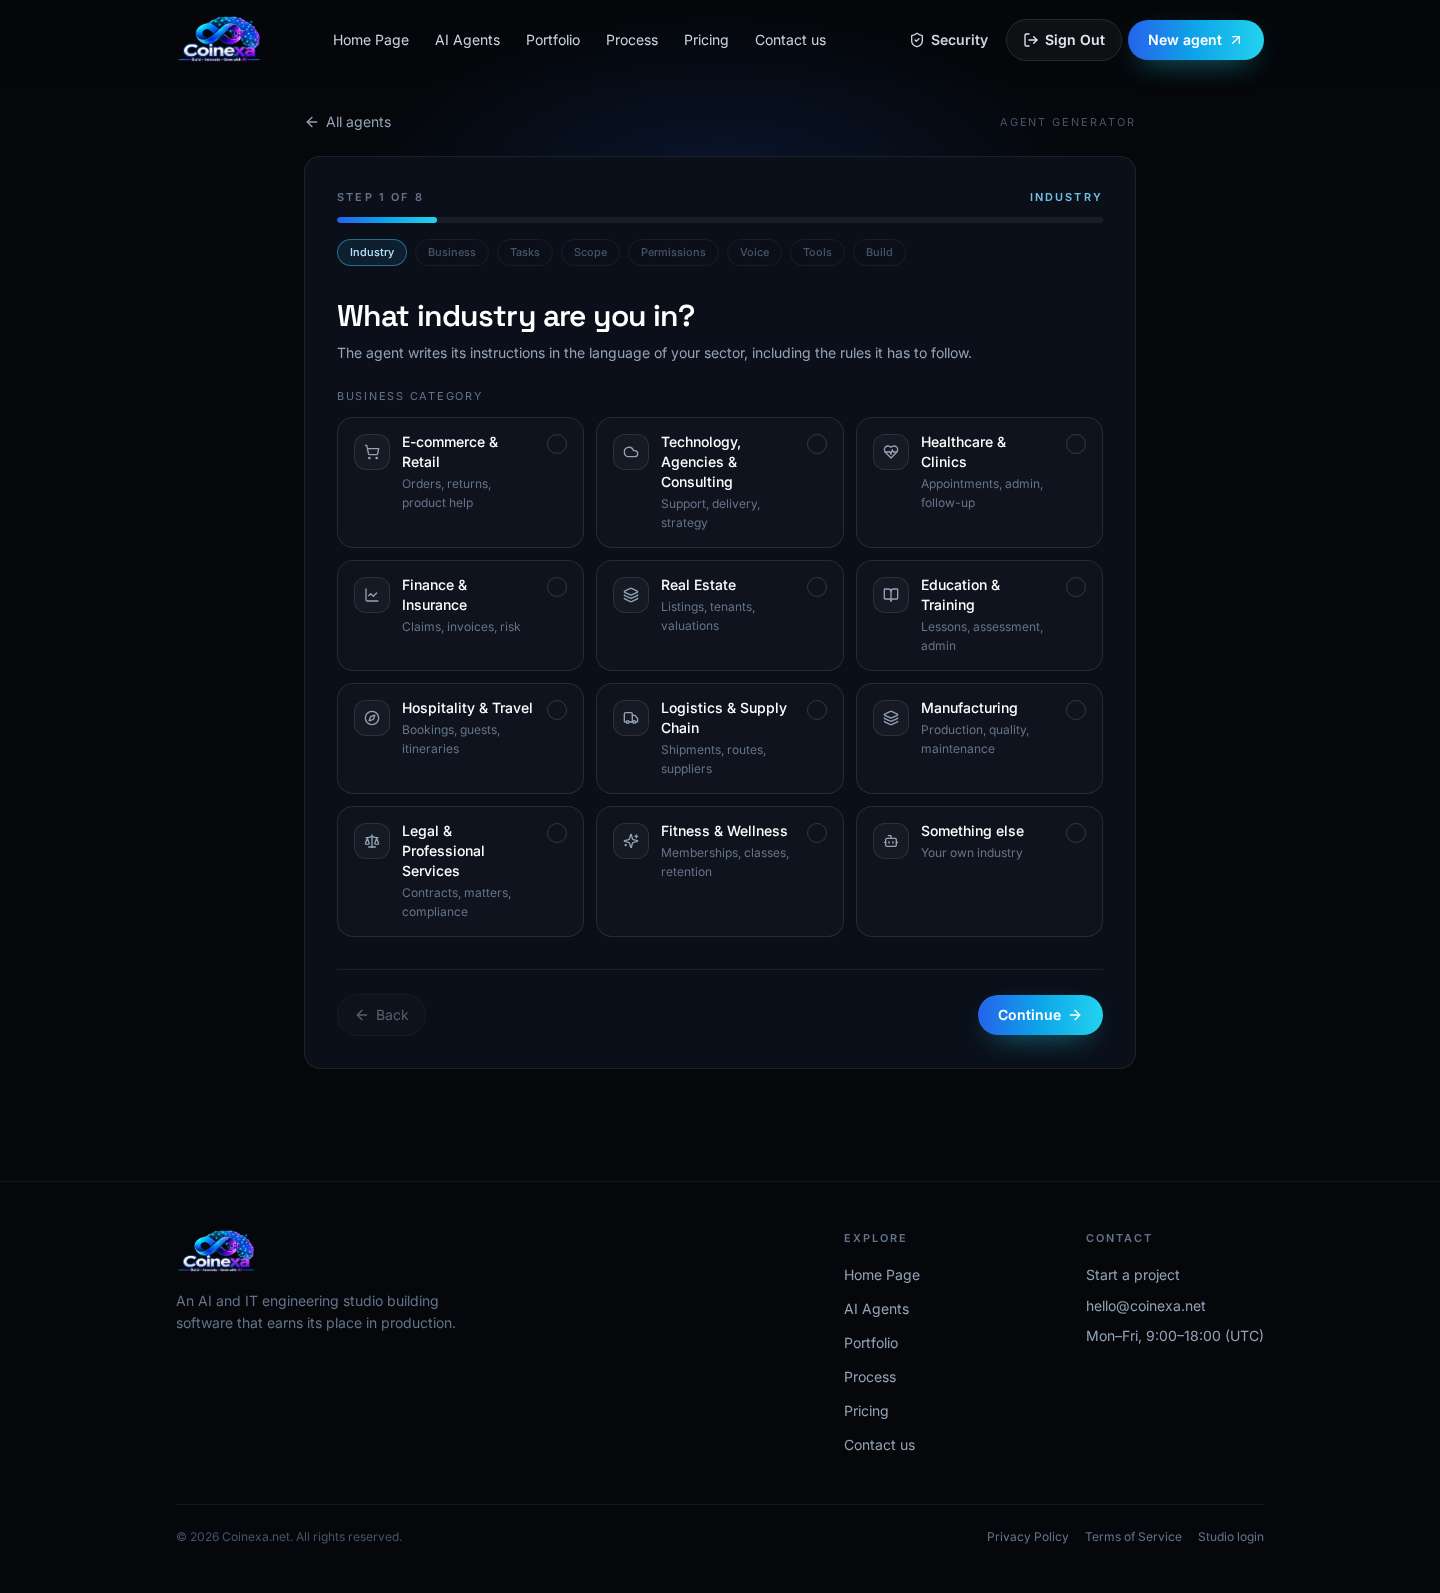 Coinexa
Home Page
AI Agents
Portfolio
Process
Pricing
Contact us
Security
Sign Out
New agent
All agents
AGENT GENERATOR
STEP 1 OF 8
INDUSTRY
Industry
Business
Tasks
Scope
Permissions
Voice
Tools
Build
What industry are you in?
The agent writes its instructions in the language of your sector, including the rules it has to follow.
BUSINESS CATEGORY
E-commerce &
Retail
Orders, returns,
product help
Technology,
Agencies &
Consulting
Support, delivery,
strategy
Healthcare &
Clinics
Appointments, admin,
follow-up
Finance &
Insurance
Claims, invoices, risk
Real Estate
Listings, tenants,
valuations
Education &
Training
Lessons, assessment,
admin
Hospitality & Travel
Bookings, guests,
itineraries
Logistics & Supply
Chain
Shipments, routes,
suppliers
Manufacturing
Production, quality,
maintenance
Legal &
Professional
Services
Contracts, matters,
compliance
Fitness & Wellness
Memberships, classes,
retention
Something else
Your own industry
Back
Continue
Coinexa
An AI and IT engineering studio building
software that earns its place in production.
EXPLORE
Home Page
AI Agents
Portfolio
Process
Pricing
Contact us
CONTACT
Start a project
hello@coinexa.net
Mon–Fri, 9:00–18:00 (UTC)
© 2026 Coinexa.net. All rights reserved.
Privacy Policy
Terms of Service
Studio login